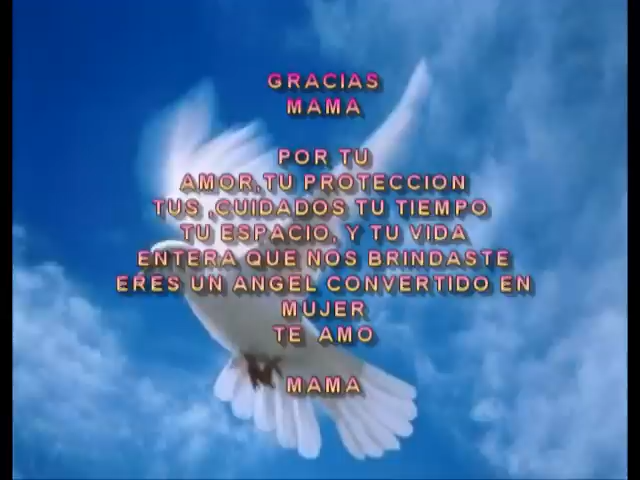 GRACIAS
MAMA
POR TU
AMOR,TU PROTECCION
TUS ,CUIDADOS TU TIEMPO
TU ESPACIO, Y TU VIDA
ENTERA QUE NOS BRINDASTE
ERES UN ANGEL CONVERTIDO EN
MUJER
TE AMO
MAMA